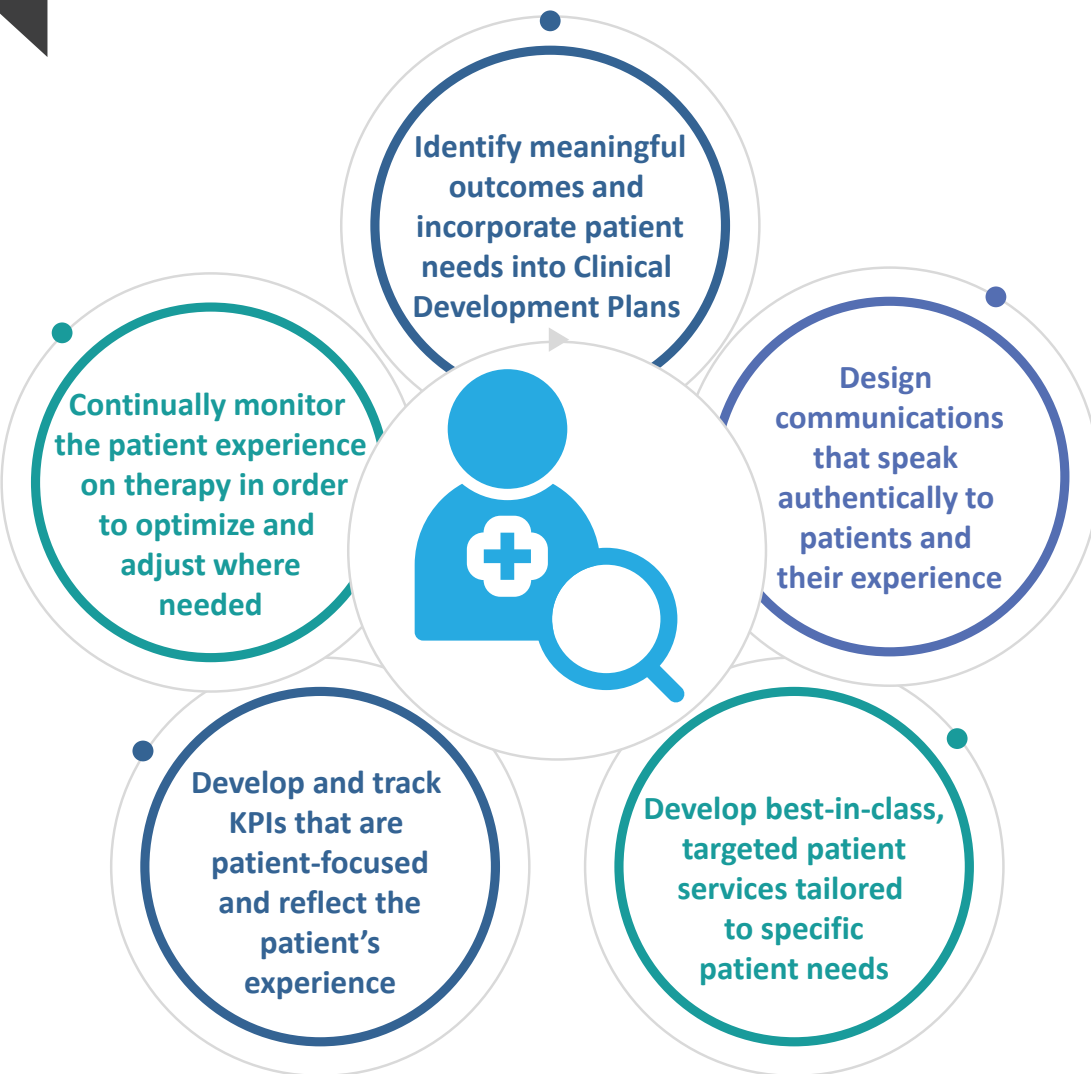 Identify meaningful
outcomes and
incorporate patient
needs into Clinical
Development Plans
Design
communications
that speak
authentically to
patients and
their experience
Develop best-in-class,
targeted patient
services tailored
to specific
patient needs
Develop and track
KPIs that are
patient-focused
and reflect the
patient’s
experience
Continually monitor
the patient experience
on therapy in order
to optimize and
adjust where
needed